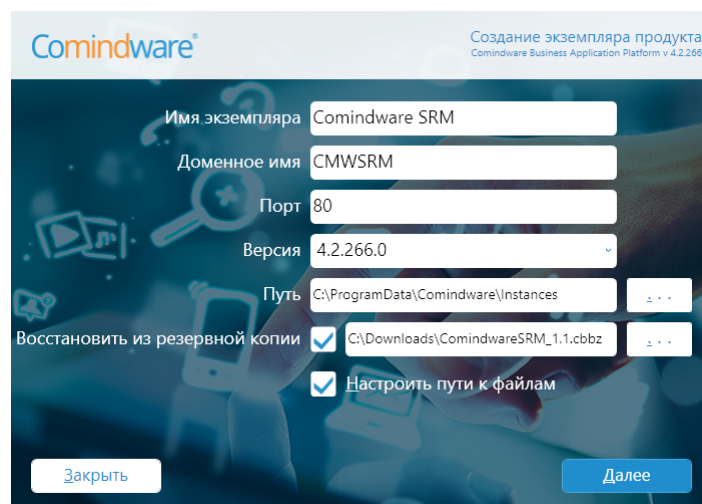 Comindware®
Создание экземпляра продукта
Comindware Business Application Platform v 4.2.266
Имя экземпляра Comindware SRM
Доменное имя CMWSRM
Порт 80
Версия 4.2.266.0
Путь C:\ProgramData\Comindware\Instances ...
Восстановить из резервной копии C:\Downloads\ComindwareSRM_1.1.cbbz ...
Настроить пути к файлам
Закрыть Далее